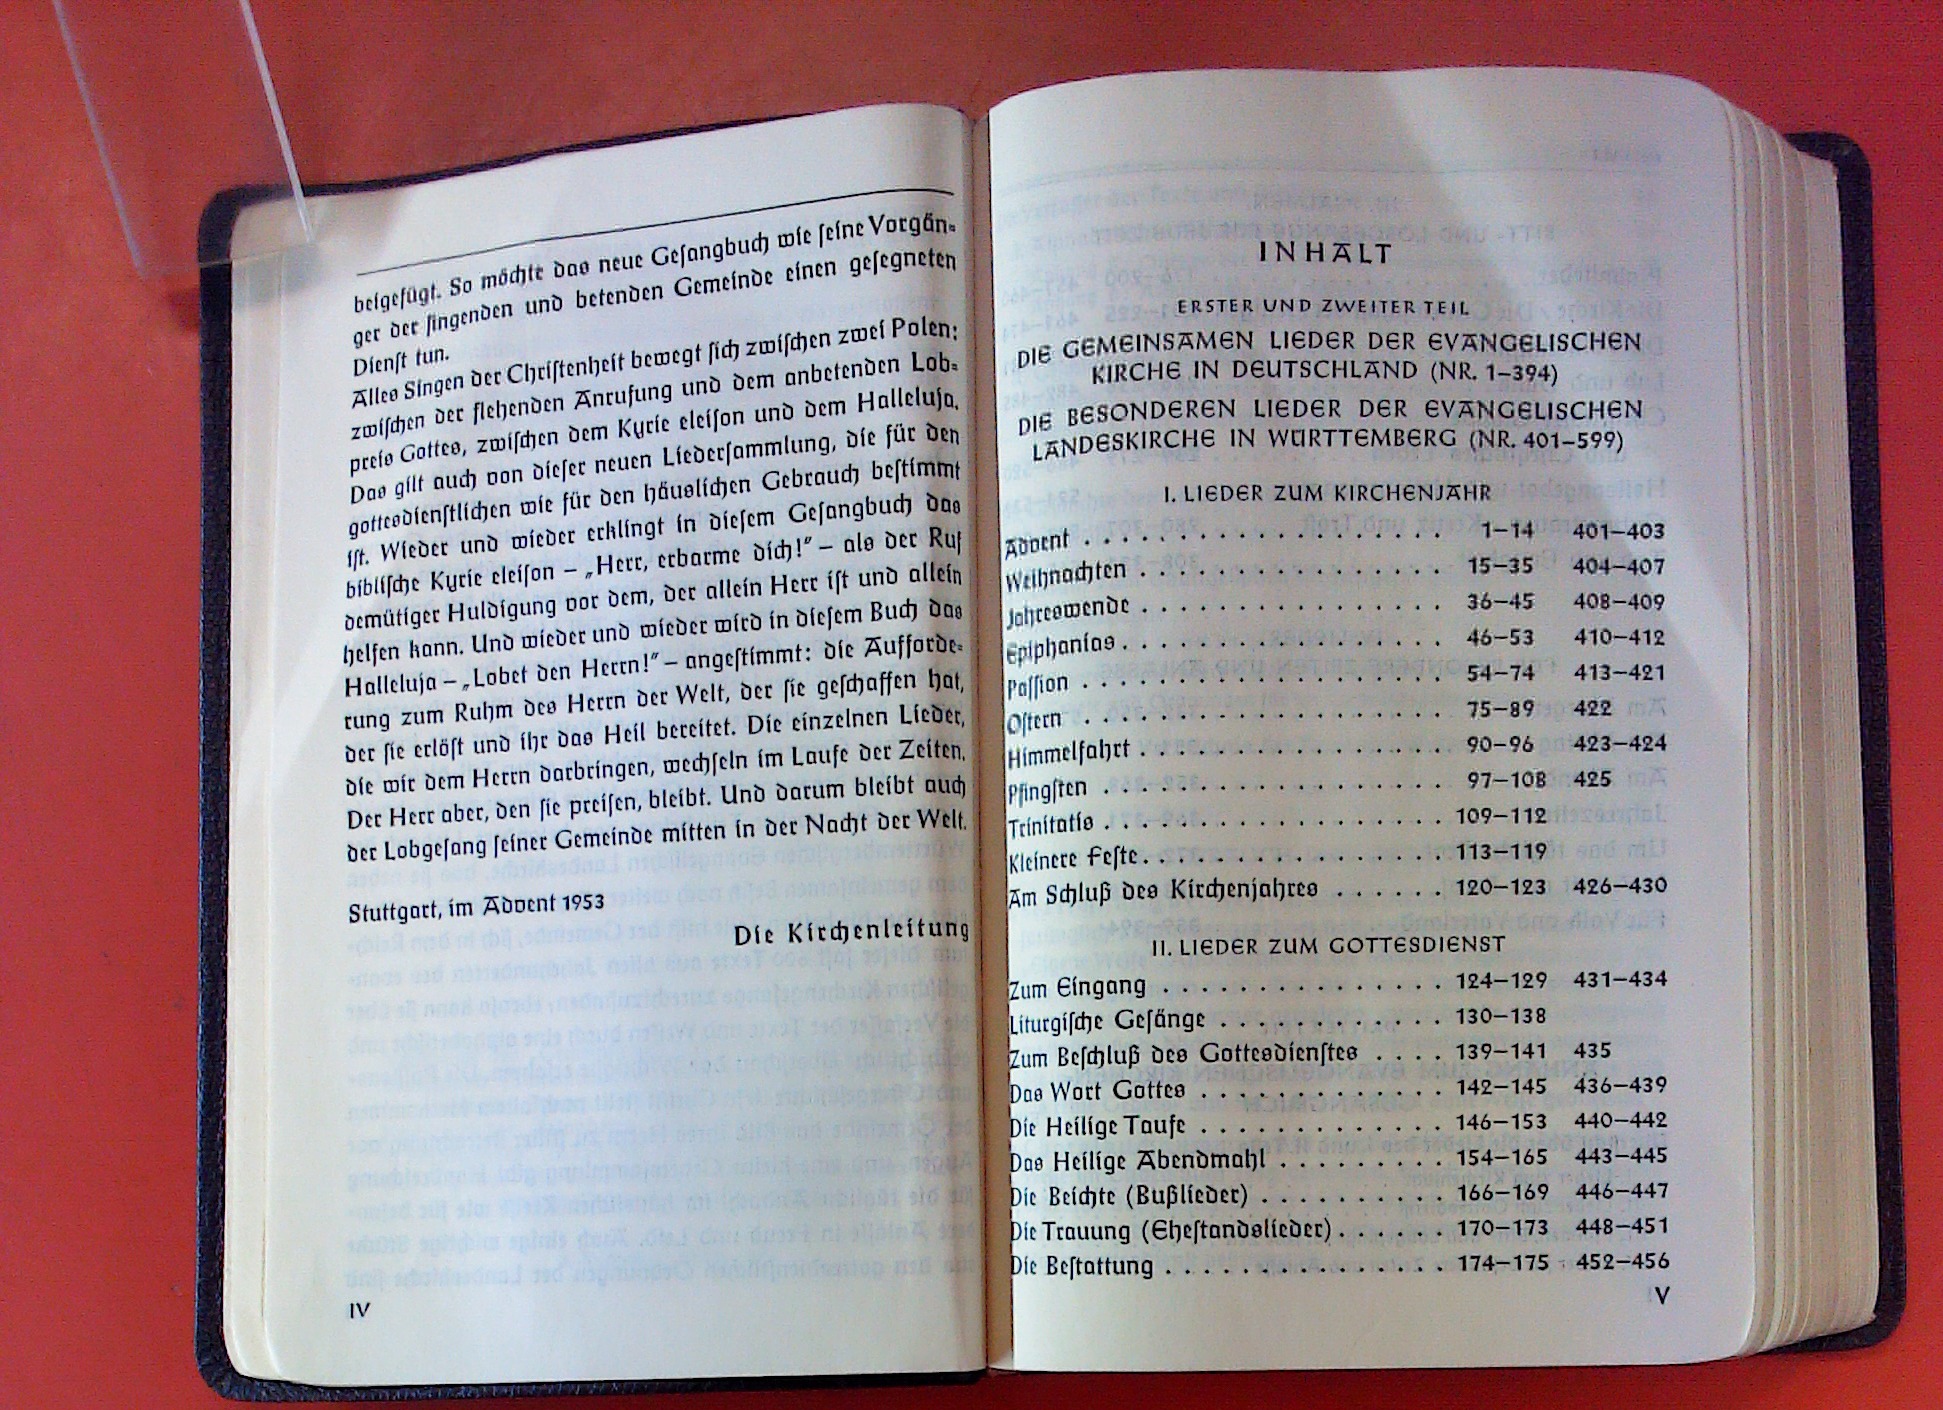 beigefügt. So möchte das neue Gesangbuch wie seine Vorgän-
ger der singenden und betenden Gemeinde einen gesegneten
Dienst tun.
Alles Singen der Christenheit bewegt sich zwischen zwei Polen:
zwischen der flehenden Anrufung und dem anbetenden Lob-
preis Gottes, zwischen dem Kyrie eleison und dem Halleluja.
Das gilt auch von dieser neuen Liedersammlung, die für den
gottesdienstlichen wie für den häuslichen Gebrauch bestimmt
ist. Wieder und wieder erklingt in diesem Gesangbuch das
biblische Kyrie eleison – „Herr, erbarme dich!“ – als der Ruf
demütiger Huldigung vor dem, der allein Herr ist und allein
helfen kann. Und wieder und wieder wird in diesem Buch das
Halleluja – „Lobet den Herrn!“ – angestimmt: die Aufforde-
rung zum Ruhm des Herrn der Welt, der sie geschaffen hat,
der sie erlöst und ihr das Heil bereitet. Die einzelnen Lieder,
die wir dem Herrn darbringen, wechseln im Laufe der Zeiten.
Der Herr aber, den sie preisen, bleibt. Und darum bleibt auch
der Lobgesang seiner Gemeinde mitten in der Nacht der Welt.
Stuttgart, im Advent 1953
Die Kirchenleitung
IV
INHALT
ERSTER UND ZWEITER TEIL
DIE GEMEINSAMEN LIEDER DER EVANGELISCHEN
KIRCHE IN DEUTSCHLAND (NR. 1–394)
DIE BESONDEREN LIEDER DER EVANGELISCHEN
LANDESKIRCHE IN WÜRTTEMBERG (NR. 401–599)
I. LIEDER ZUM KIRCHENJAHR
Advent . . . . . . . . . . . . . . . . . . . . 1–14 401–403
Weihnachten . . . . . . . . . . . . . . . . . 15–35 404–407
Jahreswende . . . . . . . . . . . . . . . . . 36–45 408–409
Epiphanias . . . . . . . . . . . . . . . . . . 46–53 410–412
Passion . . . . . . . . . . . . . . . . . . . . 54–74 413–421
Ostern . . . . . . . . . . . . . . . . . . . . 75–89 422
Himmelfahrt . . . . . . . . . . . . . . . . . 90–96 423–424
Pfingsten . . . . . . . . . . . . . . . . . . . 97–108 425
Trinitatis . . . . . . . . . . . . . . . . . . . 109–112
Kleinere Feste . . . . . . . . . . . . . . . . 113–119
Am Schluß des Kirchenjahres . . . . . . 120–123 426–430
II. LIEDER ZUM GOTTESDIENST
Zum Eingang . . . . . . . . . . . . . . . . 124–129 431–434
Liturgische Gesänge . . . . . . . . . . . . 130–138
Zum Beschluß des Gottesdienstes . . . . 139–141 435
Das Wort Gottes . . . . . . . . . . . . . . 142–145 436–439
Die Heilige Taufe . . . . . . . . . . . . . . 146–153 440–442
Das Heilige Abendmahl . . . . . . . . . . 154–165 443–445
Die Beichte (Bußlieder) . . . . . . . . . . 166–169 446–447
Die Trauung (Ehestandslieder) . . . . . . 170–173 448–451
Die Bestattung . . . . . . . . . . . . . . . . 174–175 452–456
V